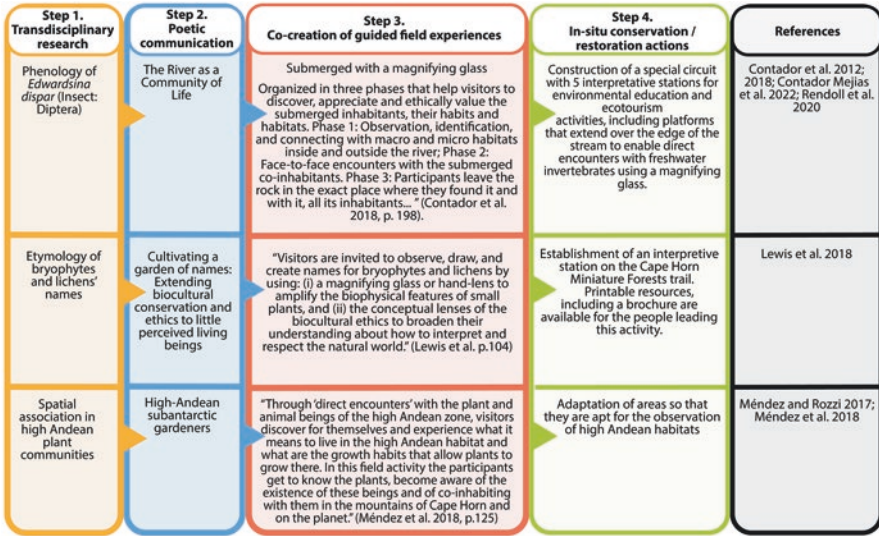 Step 1.
Transdisciplinary
research
Step 2.
Poetic
communication
Step 3.
Co-creation of guided field experiences
Step 4.
In-situ conservation /
restoration actions
References
Phenology of
Edwardsina
dispar (Insect:
Diptera)
The River as a
Community of
Life
Submerged with a magnifying glass
Organized in three phases that help visitors to
discover, appreciate and ethically value the
submerged inhabitants, their habits and
habitats. Phase 1: Observation, identification,
and connecting with macro and micro habitats
inside and outside the river; Phase 2:
Face-to-face encounters with the submerged
co-inhabitants. Phase 3: Participants leave the
rock in the exact place where they found it and
with it, all its inhabitants... " (Contador et al.
2018, p. 198).
Construction of a special circuit
with 5 interpretative stations for
environmental education and
ecotourism
activities, including platforms
that extend over the edge of the
stream to enable direct
encounters with freshwater
invertebrates using a magnifying
glass.
Contador et al. 2012;
2018; Contador Mejias
et al. 2022; Rendoll et al.
2020
Etymology of
bryophytes
and lichens'
names
Cultivating a
garden of names:
Extending
biocultural
conservation and
ethics to little
perceived living
beings
"Visitors are invited to observe, draw, and
create names for bryophytes and lichens by
using: (i) a magnifying glass or hand-lens to
amplify the biophysical features of small
plants, and (ii) the conceptual lenses of the
biocultural ethics to broaden their
understanding about how to interpret and
respect the natural world." (Lewis et al. p.104)
Establishment of an interpretive
station on the Cape Horn
Miniature Forests trail.
Printable resources,
including a brochure are
available for the people leading
this activity.
Lewis et al. 2018
Spatial
association in
high Andean
plant
communities
High-Andean
subantarctic
gardeners
"Through 'direct encounters' with the plant and
animal beings of the high Andean zone, visitors
discover for themselves and experience what it
means to live in the high Andean habitat and
what are the growth habits that allow plants to
grow there. In this field activity the participants
get to know the plants, become aware of the
existence of these beings and of co-inhabiting
with them in the mountains of Cape Horn and
on the planet." (Méndez et al. 2018, p.125)
Adaptation of areas so that
they are apt for the observation
of high Andean habitats
Méndez and Rozzi 2017;
Méndez et al. 2018